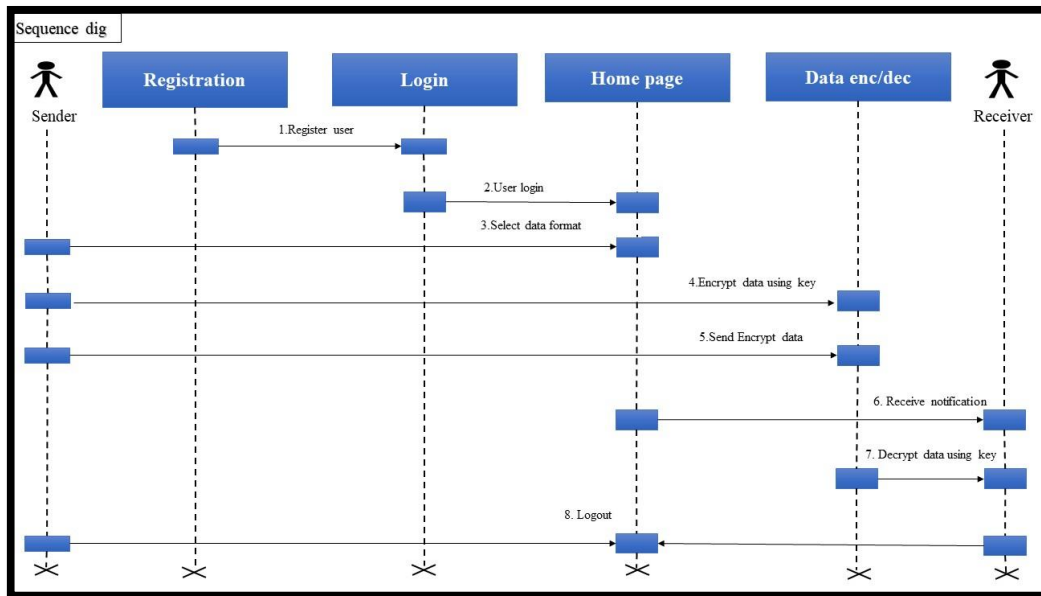 Sequence dig
Registration
Login
Home page
Data enc/dec
Sender
Receiver
1.Register user
2.User login
3.Select data format
4.Encrypt data using key
5.Send Encrypt data
6. Receive notification
7. Decrypt data using key
8. Logout